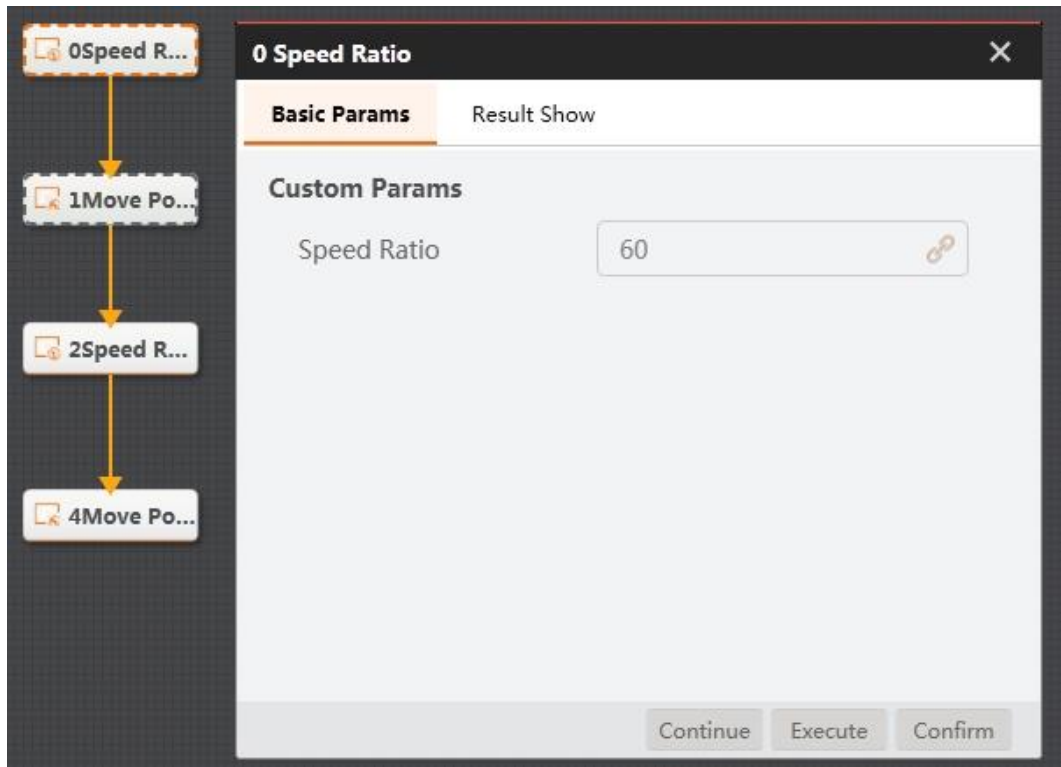 0Speed R...
1Move Po...
2Speed R...
4Move Po...
0 Speed Ratio
Basic Params Result Show
Custom Params
Speed Ratio 60
Continue Execute Confirm